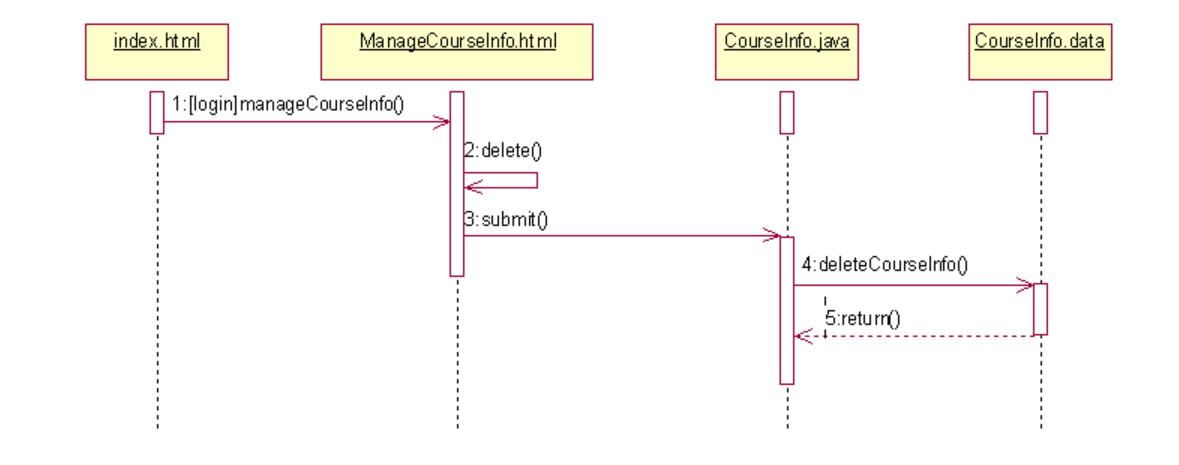 index.html
ManageCourseInfo.html
CourseInfo.java
CourseInfo.data
1:[login]manageCourseInfo()
2:delete()
3:submit()
4:deleteCourseInfo()
5:return()